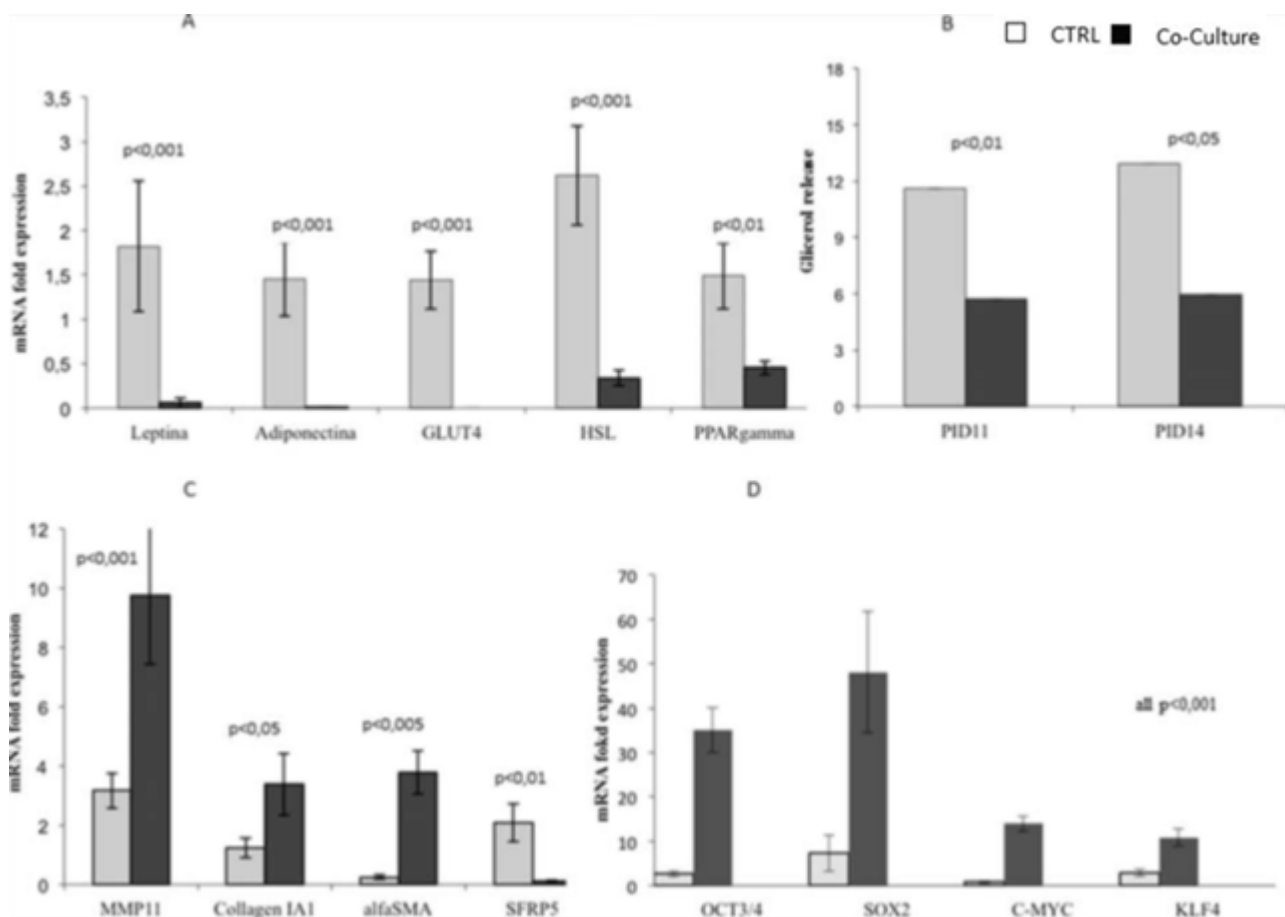 A
B
CTRL Co-Culture
mRNA fold expression
3,5
3
2,5
2
1,5
1
0,5
0
p<0,001
p<0,001
p<0,001
p<0,001
p<0,01
Leptina Adiponectina GLUT4 HSL PPARgamma
Glicerol release
18
15
12
9
6
3
0
p<0,01
p<0,05
PID11 PID14
C
mRNA fold expression
12
10
8
6
4
2
0
p<0,001
p<0,05
p<0,005
p<0,01
MMP11 Collagen IA1 alfaSMA SFRP5
D
mRNA fokd expression
70
60
50
40
30
20
10
0
all p<0,001
OCT3/4 SOX2 C-MYC KLF4